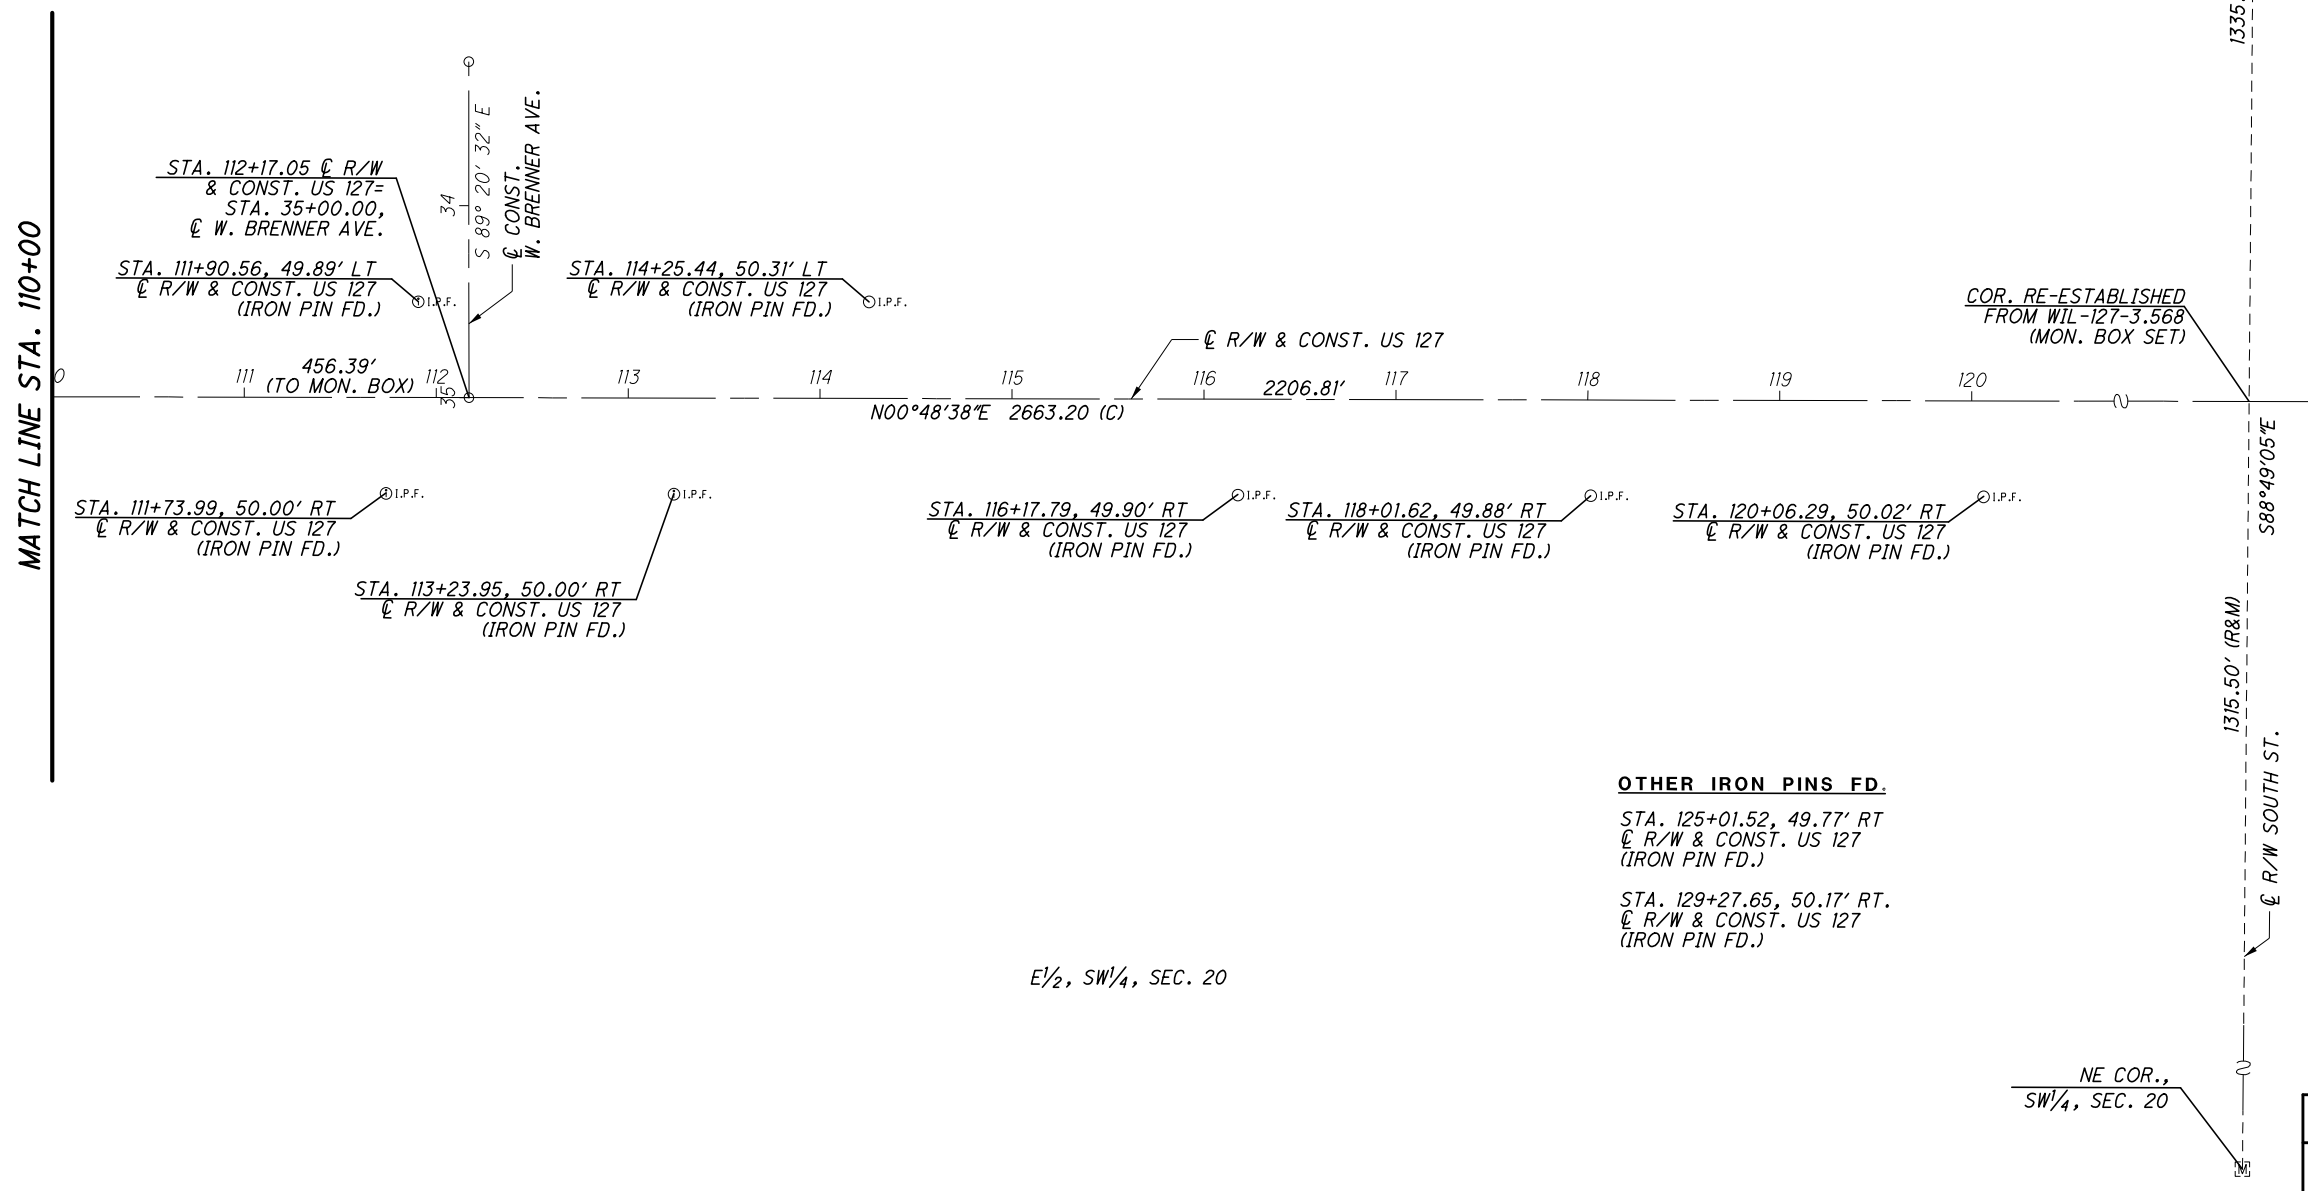 MATCH LINE STA. 110+00
STA. 112+17.05 ℄ R/W
& CONST. US 127=
STA. 35+00.00,
℄ W. BRENNER AVE.
34
S 89° 20' 32" E
℄ CONST.
W. BRENNER AVE.
1335.
STA. 111+90.56, 49.89' LT
℄ R/W & CONST. US 127
(IRON PIN FD.)
I.P.F.
STA. 114+25.44, 50.31' LT
℄ R/W & CONST. US 127
(IRON PIN FD.)
I.P.F.
COR. RE-ESTABLISHED
FROM WIL-127-3.568
(MON. BOX SET)
℄ R/W & CONST. US 127
456.39'
(TO MON. BOX)
0 111 112 113 114 115 116 117 118 119 120
35
2206.81'
N00°48'38"E 2663.20 (C)
S88°49'05"E
STA. 111+73.99, 50.00' RT
℄ R/W & CONST. US 127
(IRON PIN FD.)
I.P.F.
STA. 113+23.95, 50.00' RT
℄ R/W & CONST. US 127
(IRON PIN FD.)
I.P.F.
STA. 116+17.79, 49.90' RT
℄ R/W & CONST. US 127
(IRON PIN FD.)
I.P.F.
STA. 118+01.62, 49.88' RT
℄ R/W & CONST. US 127
(IRON PIN FD.)
I.P.F.
STA. 120+06.29, 50.02' RT
℄ R/W & CONST. US 127
(IRON PIN FD.)
I.P.F.
1315.50' (R&M)
℄ R/W SOUTH ST.
OTHER IRON PINS FD.
STA. 125+01.52, 49.77' RT
℄ R/W & CONST. US 127
(IRON PIN FD.)
STA. 129+27.65, 50.17' RT.
℄ R/W & CONST. US 127
(IRON PIN FD.)
E1/2, SW1/4, SEC. 20
NE COR.,
SW1/4, SEC. 20
M